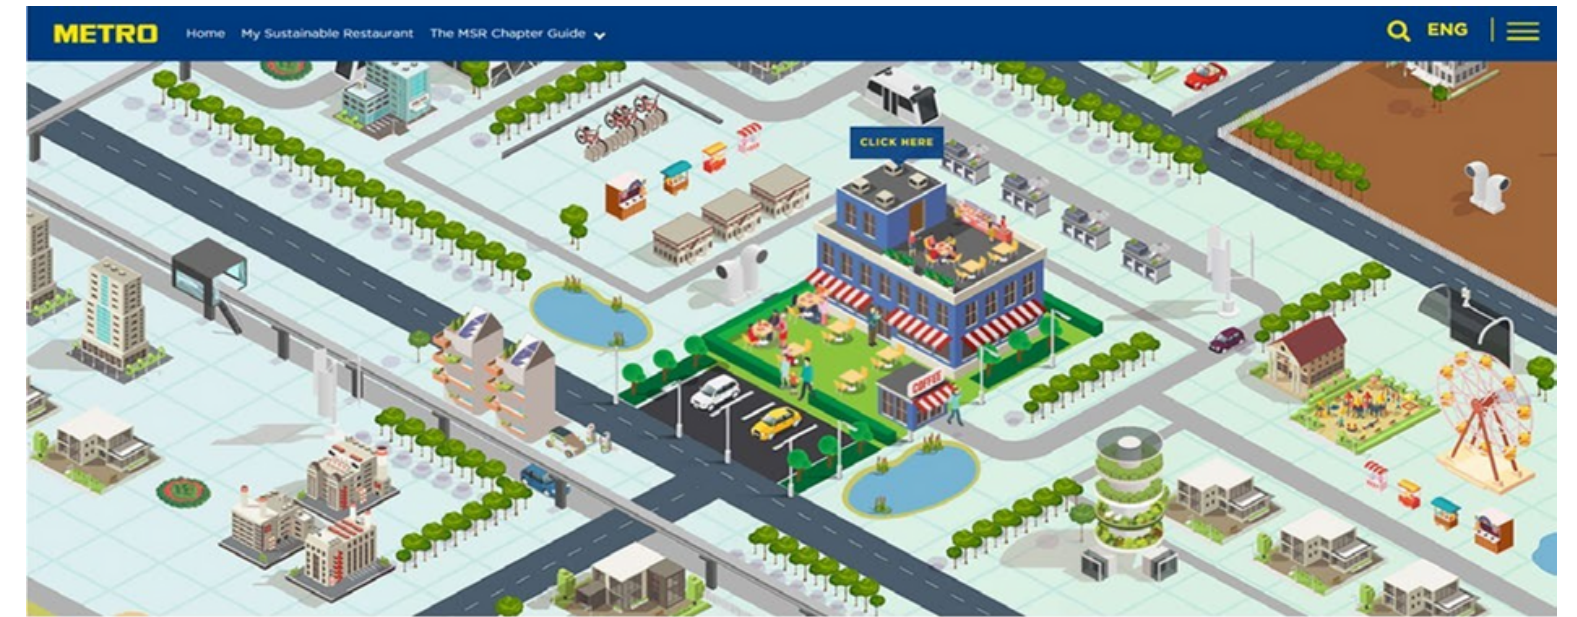 METRO Home My Sustainable Restaurant The MSR Chapter Guide ENG
CLICK HERE
COFFEE